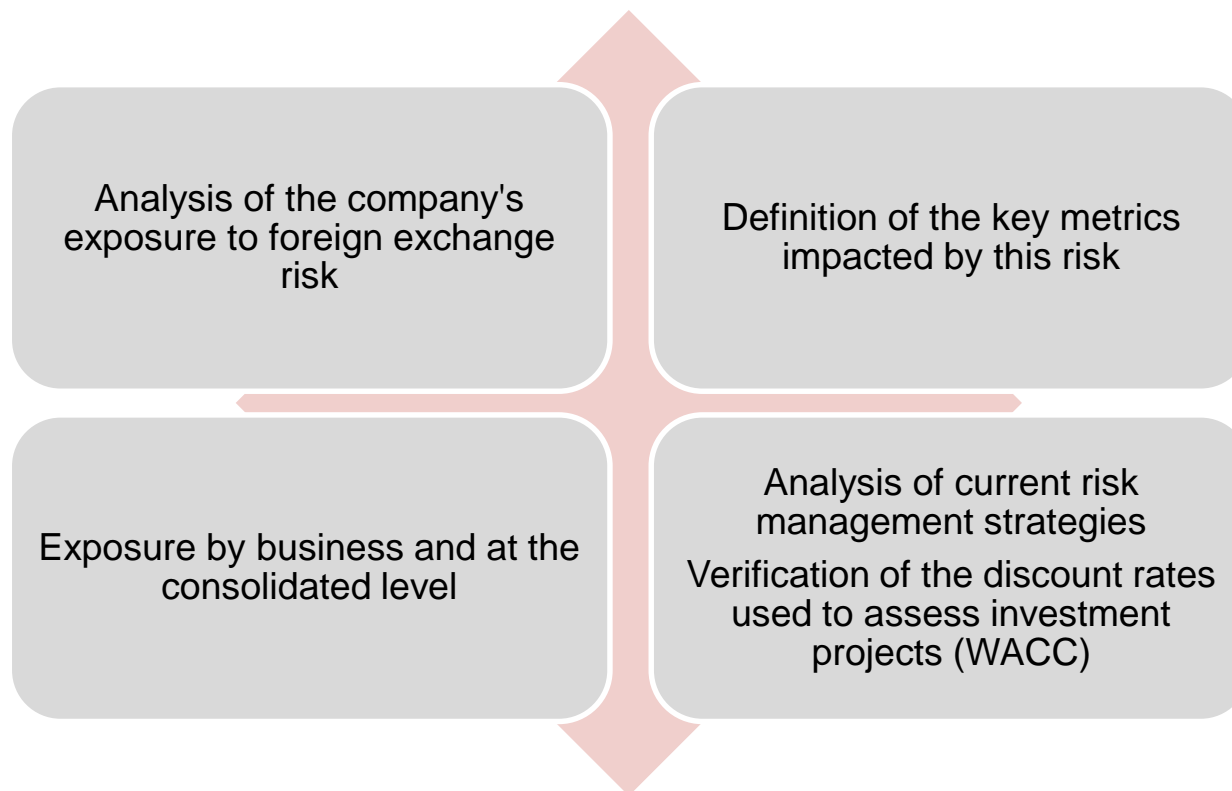 Analysis of the company's
exposure to foreign exchange
risk
Definition of the key metrics
impacted by this risk
Exposure by business and at the
consolidated level
Analysis of current risk
management strategies
Verification of the discount rates
used to assess investment
projects (WACC)